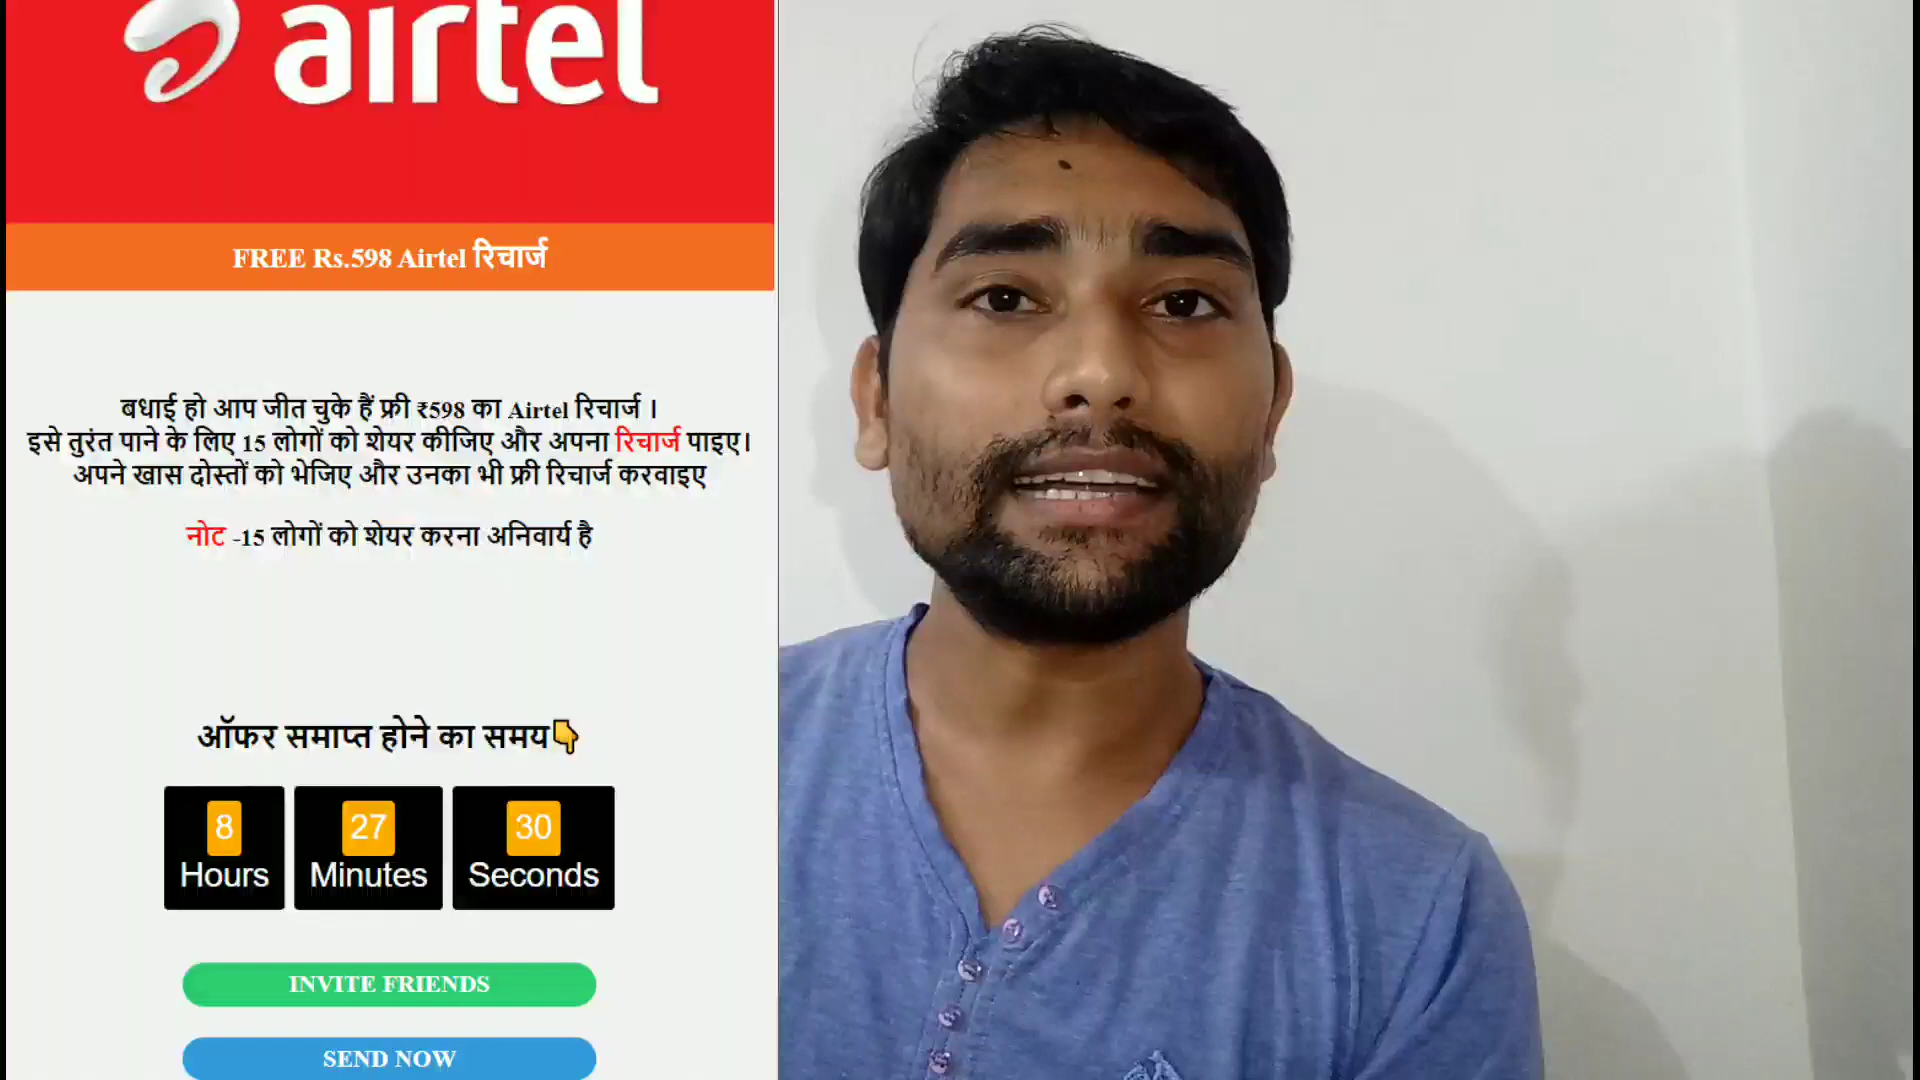 airtel
FREE Rs.598 Airtel रिचार्ज
बधाई हो आप जीत चुके हैं फ्री ₹598 का Airtel रिचार्ज ।
इसे तुरंत पाने के लिए 15 लोगों को शेयर कीजिए और अपना रिचार्ज पाइए।
अपने खास दोस्तों को भेजिए और उनका भी फ्री रिचार्ज करवाइए
नोट -15 लोगों को शेयर करना अनिवार्य है
ऑफर समाप्त होने का समय👇
8 27 30
Hours Minutes Seconds
INVITE FRIENDS
SEND NOW